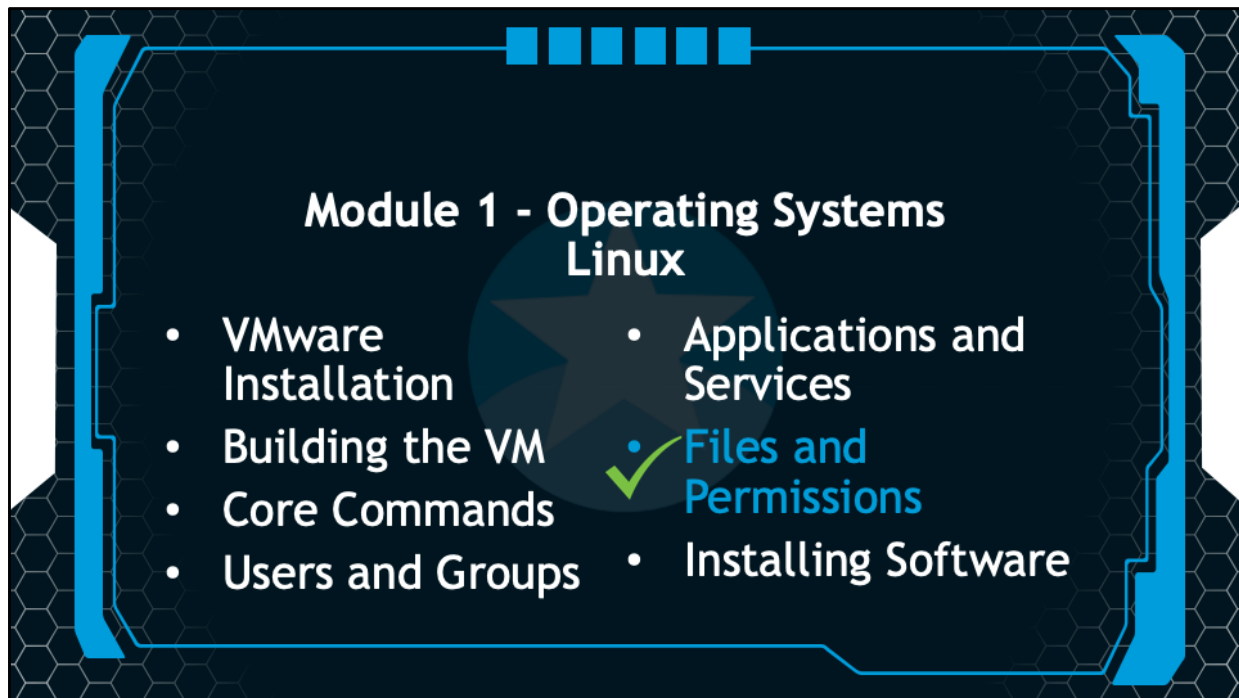 Module 1 - Operating Systems
Linux
• VMware
Installation
• Building the VM
• Core Commands
• Users and Groups
• Applications and
Services
• Files and
Permissions
• Installing Software